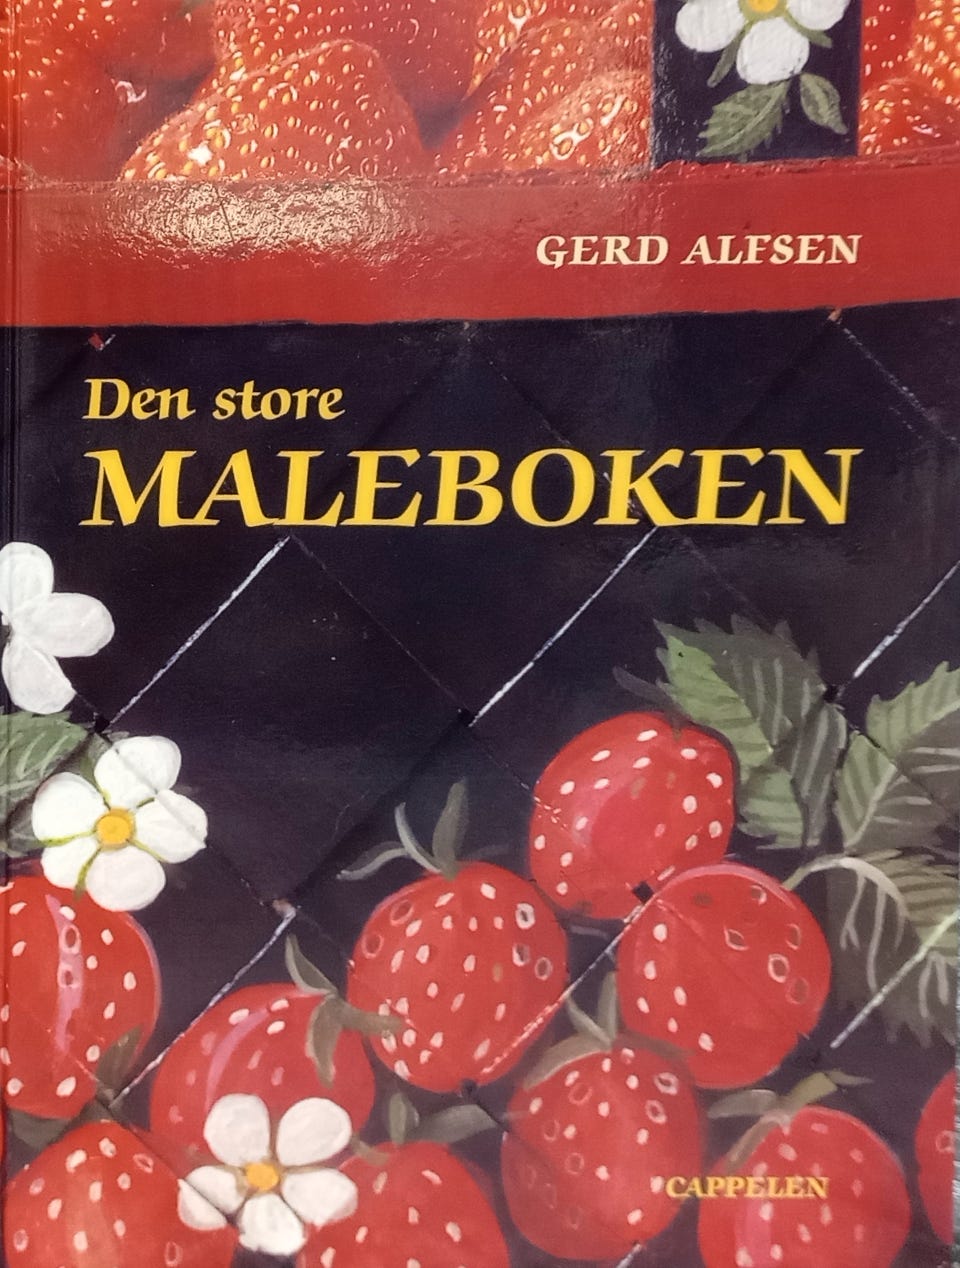 GERD ALFSEN
Den store
MALEBOKEN
CAPPELEN